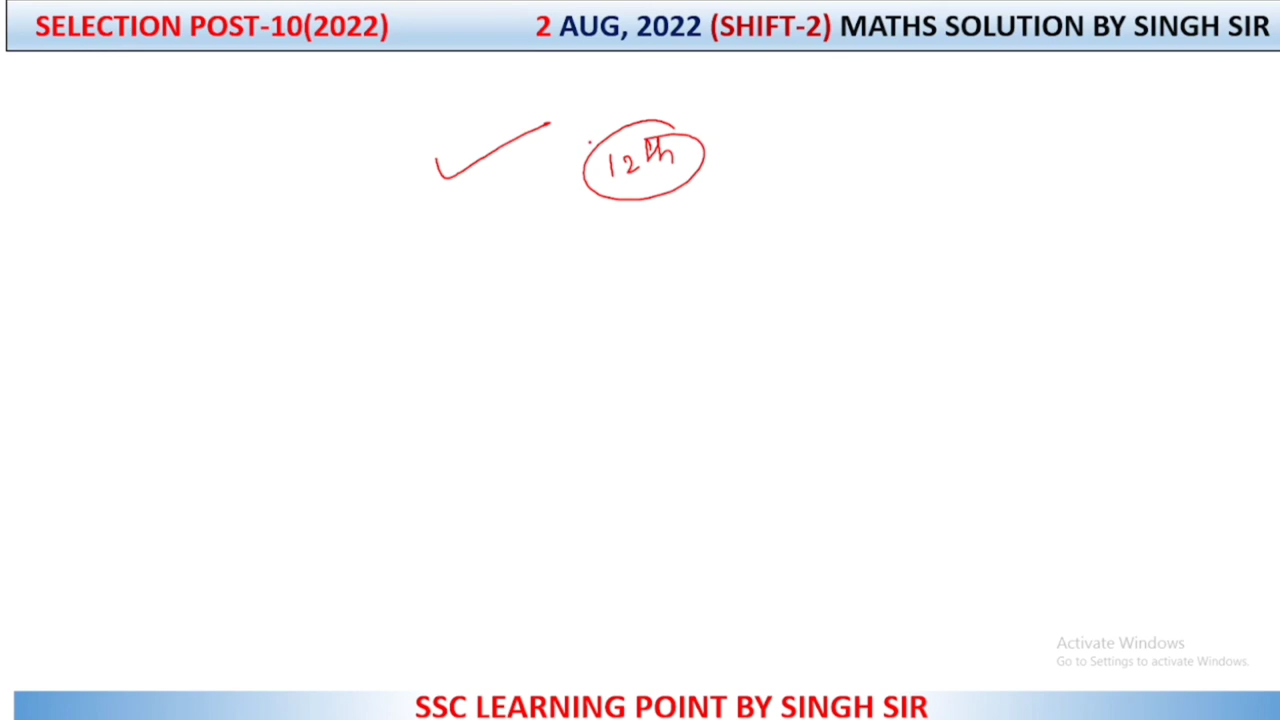 SELECTION POST-10(2022) 2 AUG, 2022 (SHIFT-2) MATHS SOLUTION BY SINGH SIR
12th
Activate Windows
Go to Settings to activate Windows.
SSC LEARNING POINT BY SINGH SIR